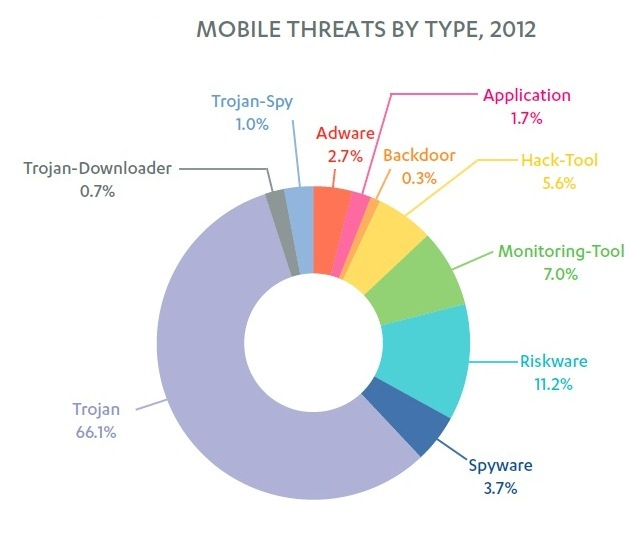 MOBILE THREATS BY TYPE, 2012
Application
1.7%
Trojan-Spy
1.0%
Adware
2.7%
Backdoor
0.3%
Hack-Tool
5.6%
Trojan-Downloader
0.7%
Monitoring-Tool
7.0%
Riskware
11.2%
Trojan
66.1%
Spyware
3.7%